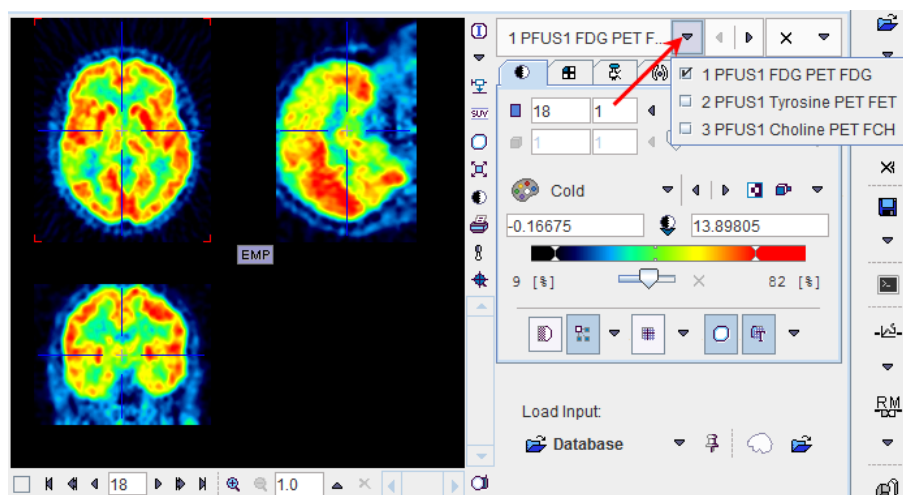 1 PFUS1 FDG PET F...
1 PFUS1 FDG PET FDG
2 PFUS1 Tyrosine PET FET
3 PFUS1 Choline PET FCH
SUV
18
1
1
1
Cold
-0.16675
13.89805
EMP
9 [%]
82 [%]
RM
Load Input:
Database
18
1.0